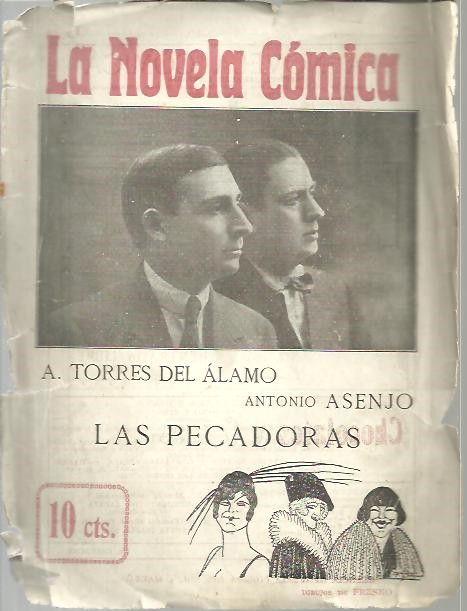 La Novela Cómica
A. TORRES DEL ÁLAMO
ANTONIO ASENJO
LAS PECADORAS
10 cts.
DIBUJOS DE FRESNO